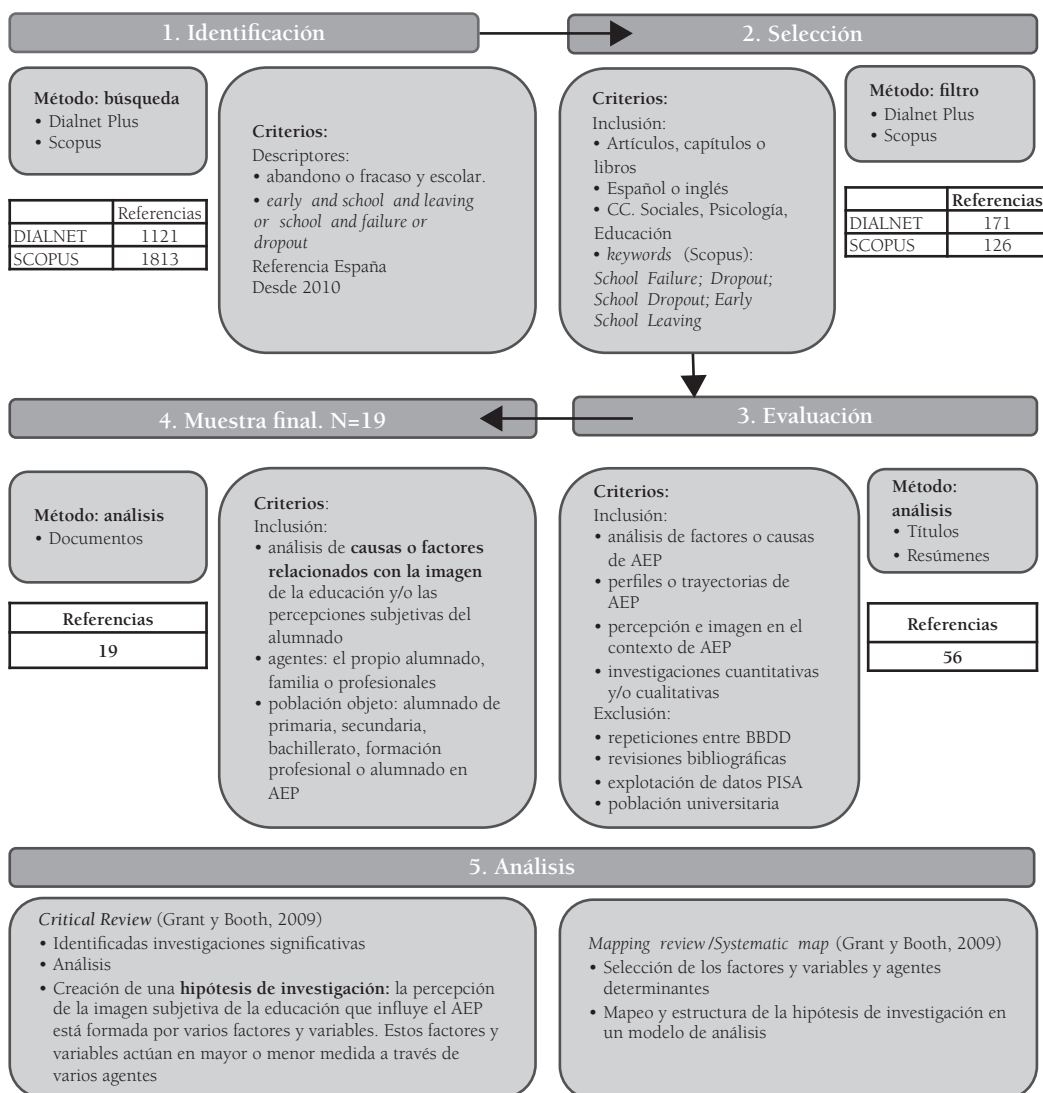 1. Identificación
Método: búsqueda
• Dialnet Plus
• Scopus
Referencias
DIALNET 1121
SCOPUS 1813
Criterios:
Descriptores:
• abandono o fracaso y escolar.
• early and school and leaving
or school and failure or
dropout
Referencia España
Desde 2010
2. Selección
Criterios:
Inclusión:
• Artículos, capítulos o
libros
• Español o inglés
• CC. Sociales, Psicología,
Educación
• keywords (Scopus):
School Failure; Dropout;
School Dropout; Early
School Leaving
Método: filtro
• Dialnet Plus
• Scopus
Referencias
DIALNET 171
SCOPUS 126
3. Evaluación
Criterios:
Inclusión:
• análisis de factores o causas
de AEP
• perfiles o trayectorias de
AEP
• percepción e imagen en el
contexto de AEP
• investigaciones cuantitativas
y/o cualitativas
Exclusión:
• repeticiones entre BBDD
• revisiones bibliográficas
• explotación de datos PISA
• población universitaria
Método:
análisis
• Títulos
• Resúmenes
Referencias
56
4. Muestra final. N=19
Método: análisis
• Documentos
Referencias
19
Criterios:
Inclusión:
• análisis de causas o factores
relacionados con la imagen
de la educación y/o las
percepciones subjetivas del
alumnado
• agentes: el propio alumnado,
familia o profesionales
• población objeto: alumnado de
primaria, secundaria,
bachillerato, formación
profesional o alumnado en
AEP
5. Análisis
Critical Review (Grant y Booth, 2009)
• Identificadas investigaciones significativas
• Análisis
• Creación de una hipótesis de investigación: la percepción
de la imagen subjetiva de la educación que influye el AEP
está formada por varios factores y variables. Estos factores y
variables actúan en mayor o menor medida a través de
varios agentes
Mapping review/Systematic map (Grant y Booth, 2009)
• Selección de los factores y variables y agentes
determinantes
• Mapeo y estructura de la hipótesis de investigación en
un modelo de análisis